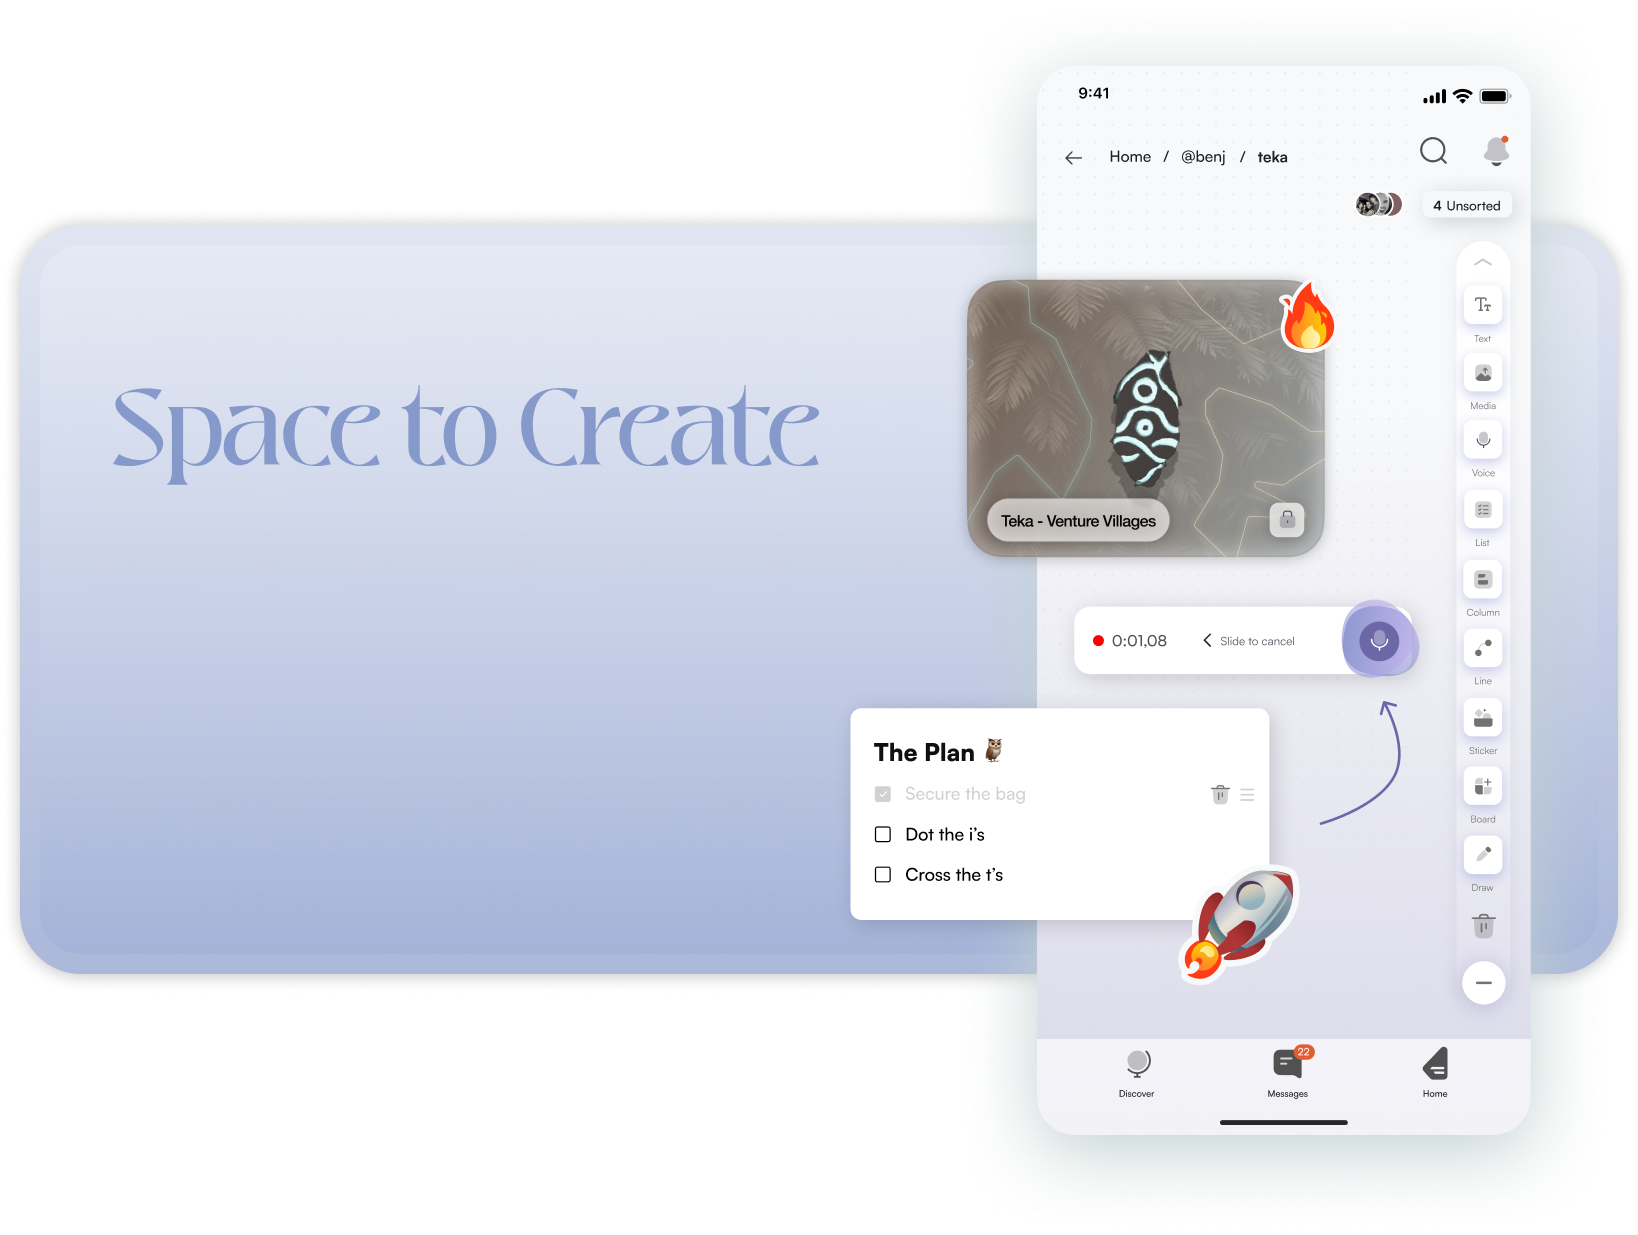 Space to Create
9:41
Home / @benj / teka
4 Unsorted
Text
Media
Voice
List
Column
Line
Sticker
Board
Draw
Teka - Venture Villages
0:01,08
Slide to cancel
The Plan 🦉
Secure the bag
Dot the i’s
Cross the t’s
22
Discover
Messages
Home